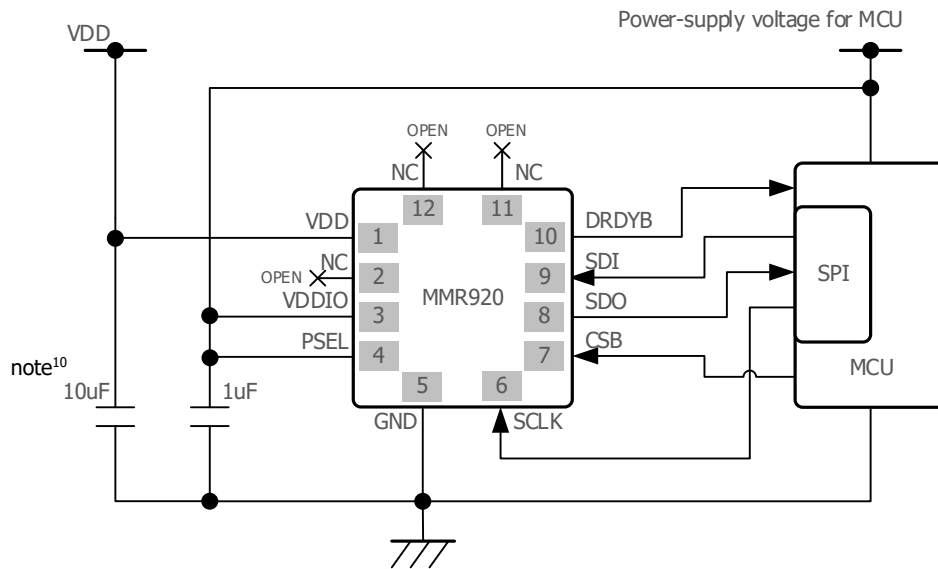 Power-supply voltage for MCU
VDD
OPEN
OPEN
NC
NC
12
11
VDD
1
10
DRDYB
NC
OPEN
2
9
SDI
MMR920
SPI
VDDIO
3
8
SDO
PSEL
4
7
CSB
MCU
note¹⁰
10uF
1uF
5
6
GND
SCLK